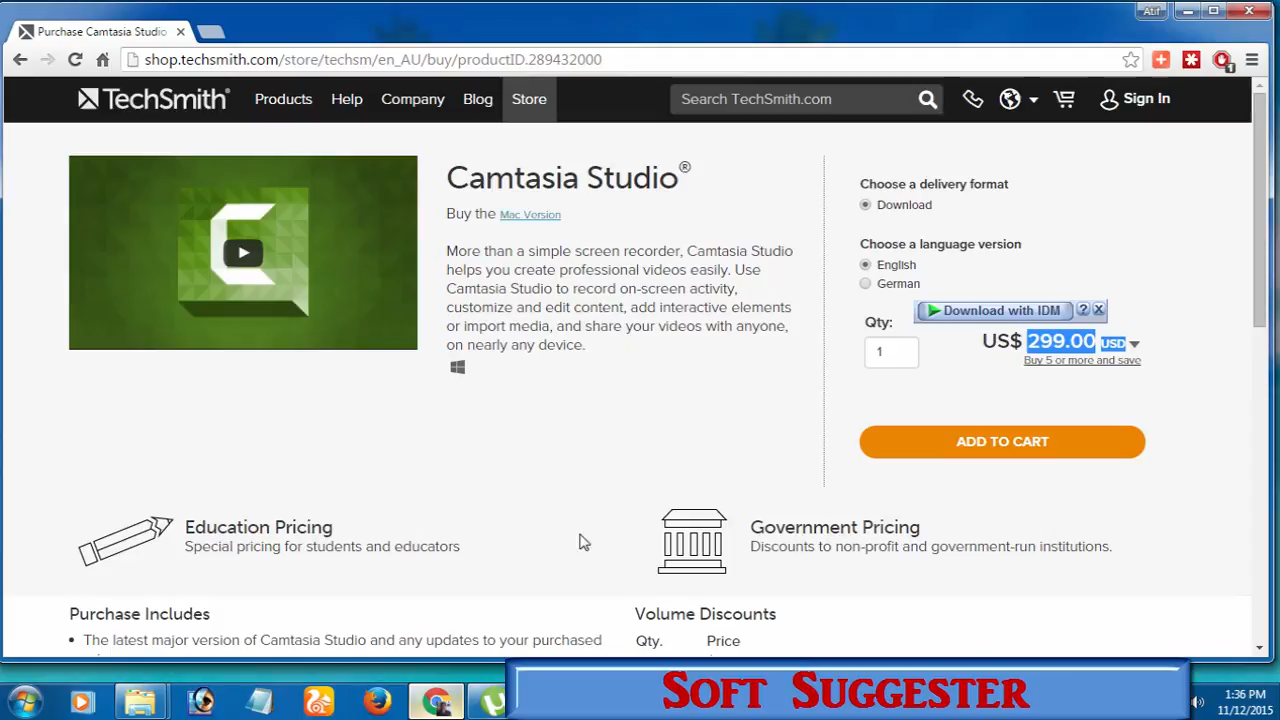 Atif
Purchase Camtasia Studio
shop.techsmith.com/store/techsm/en_AU/buy/productID.289432000
TechSmith Products Help Company Blog Store Search TechSmith.com Sign In
Camtasia Studio®
Buy the Mac Version
More than a simple screen recorder, Camtasia Studio
helps you create professional videos easily. Use
Camtasia Studio to record on-screen activity,
customize and edit content, add interactive elements
or import media, and share your videos with anyone,
on nearly any device.
Choose a delivery format
Download
Choose a language version
English
German
Download with IDM
Qty:
1
US$ 299.00 USD
Buy 5 or more and save
ADD TO CART
Education Pricing
Special pricing for students and educators
Government Pricing
Discounts to non-profit and government-run institutions.
Purchase Includes
• The latest major version of Camtasia Studio and any updates to your purchased
Volume Discounts
Qty. Price
Soft Suggester
1:36 PM
11/12/2015